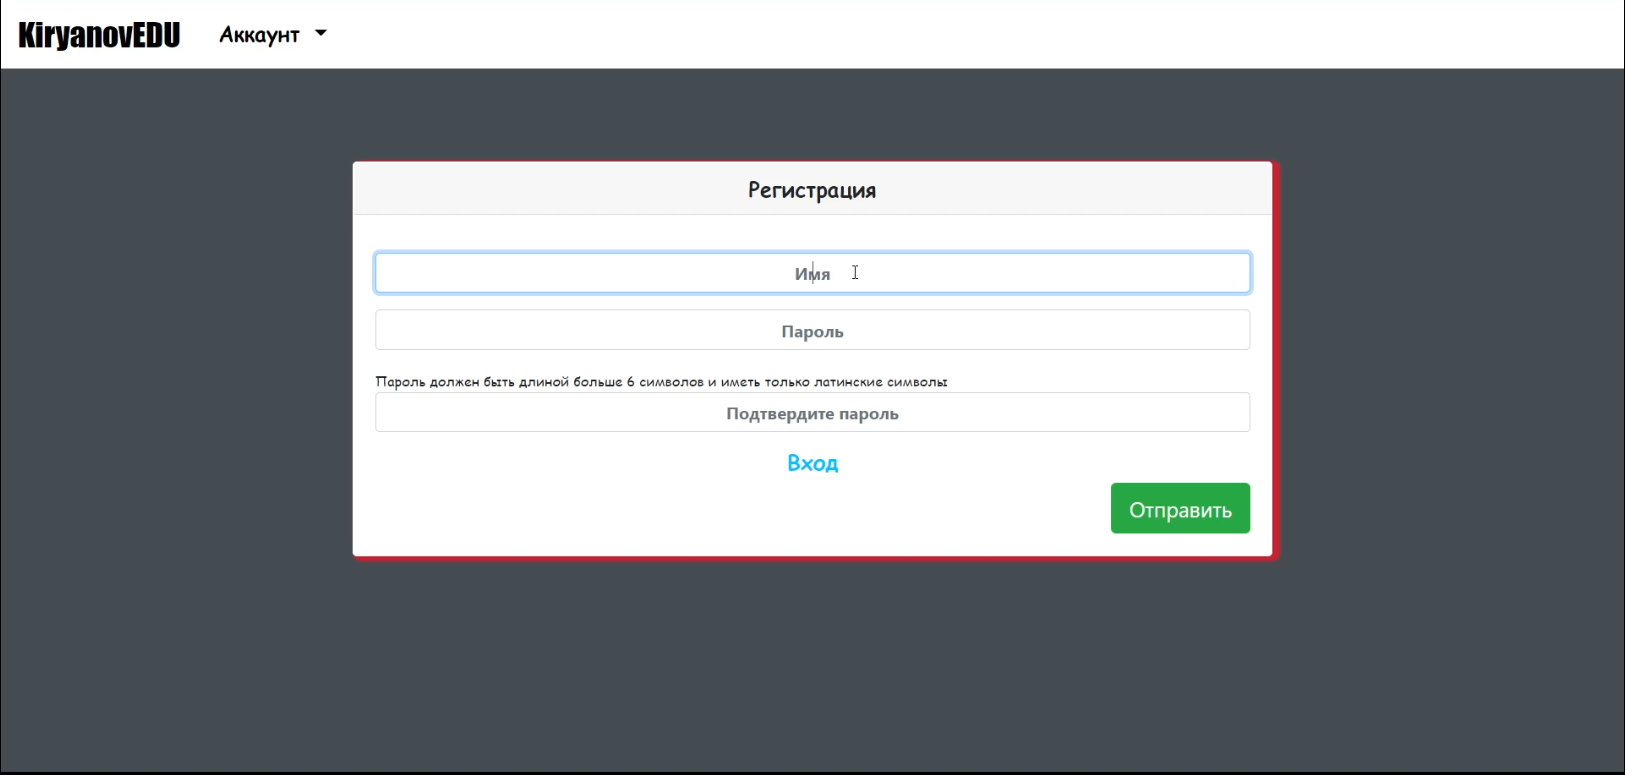 KiryanovEDU Аккаунт
Регистрация
Имя
Пароль
Пароль должен быть длиной больше 6 символов и иметь только латинские символы
Подтвердите пароль
Вход
Отправить